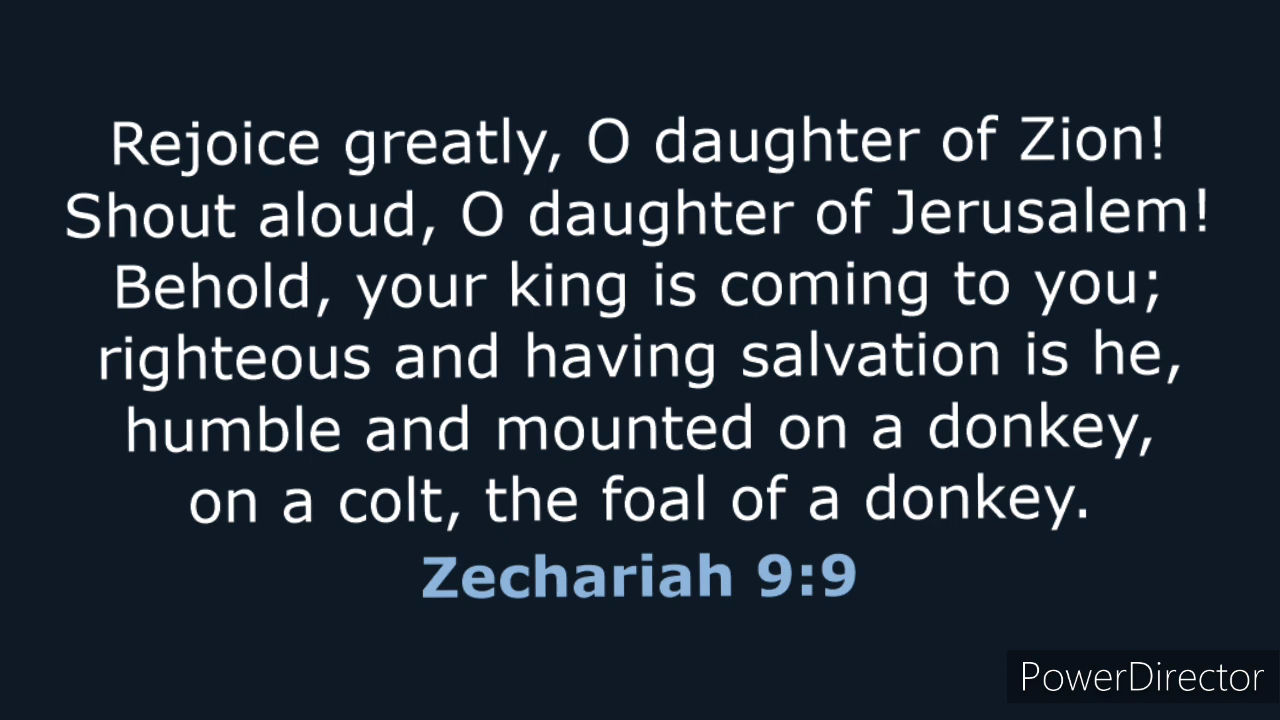 Rejoice greatly, O daughter of Zion!
Shout aloud, O daughter of Jerusalem!
Behold, your king is coming to you;
righteous and having salvation is he,
humble and mounted on a donkey,
on a colt, the foal of a donkey.
Zechariah 9:9
PowerDirector